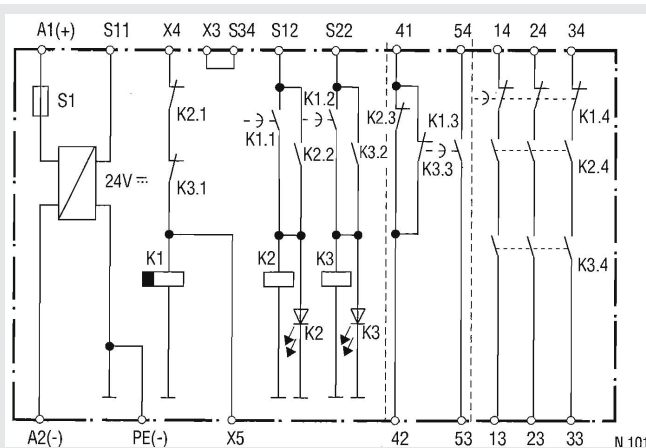 A1(+) S11 X4 X3 S34 S12 S22 41 54 14 24 34
S1
K2.1
K1.2
K1.1
K2.3
K1.3
K1.4
24V
K3.1
K2.2
K3.2
K3.3
K2.4
K1
K2
K3
K3.4
K2
K3
A2(-) PE(-) X5 42 53 13 23 33